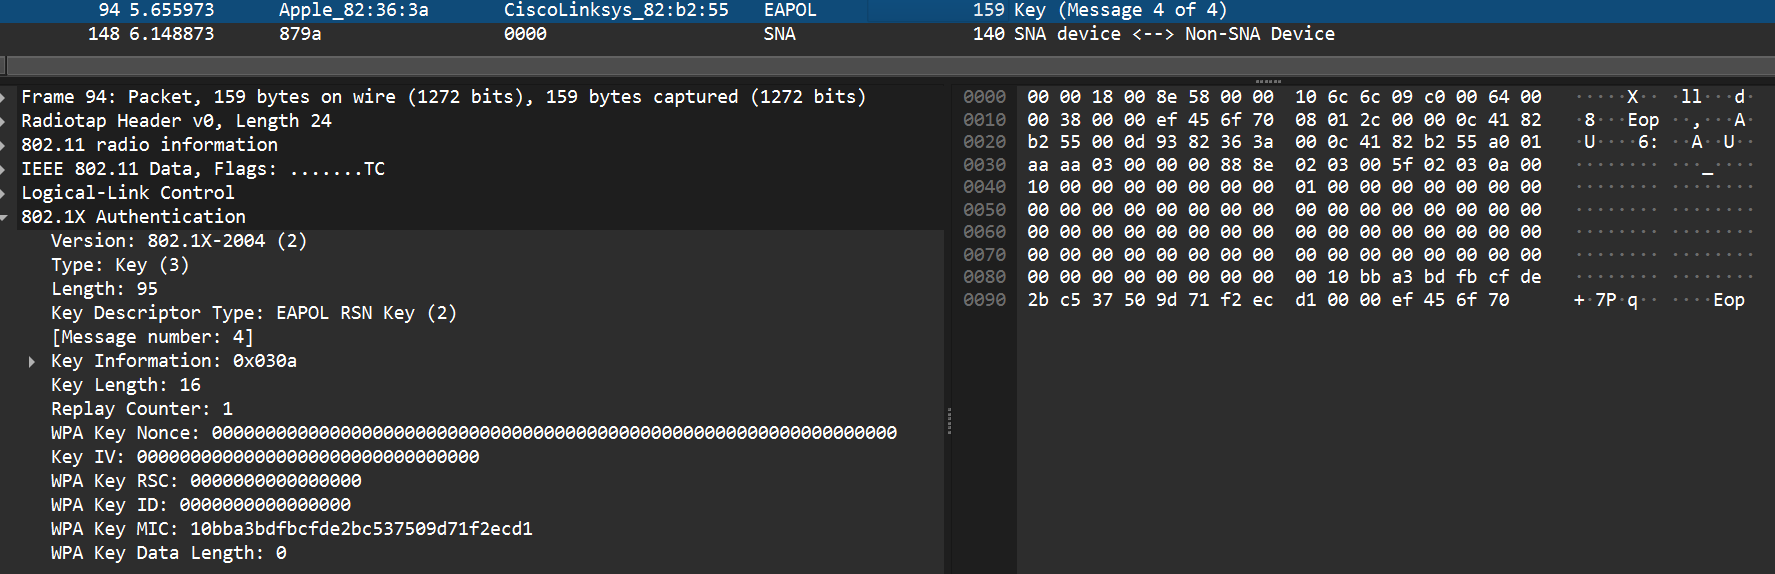 94 5.655973 Apple_82:36:3a CiscoLinksys_82:b2:55 EAPOL 159 Key (Message 4 of 4)
148 6.148873 879a 0000 SNA 140 SNA device <--> Non-SNA Device
Frame 94: Packet, 159 bytes on wire (1272 bits), 159 bytes captured (1272 bits)
Radiotap Header v0, Length 24
802.11 radio information
IEEE 802.11 Data, Flags: .......TC
Logical-Link Control
802.1X Authentication
Version: 802.1X-2004 (2)
Type: Key (3)
Length: 95
Key Descriptor Type: EAPOL RSN Key (2)
[Message number: 4]
Key Information: 0x030a
Key Length: 16
Replay Counter: 1
WPA Key Nonce: 0000000000000000000000000000000000000000000000000000000000000000
Key IV: 00000000000000000000000000000000
WPA Key RSC: 0000000000000000
WPA Key ID: 0000000000000000
WPA Key MIC: 10bba3bdfbcfde2bc537509d71f2ecd1
WPA Key Data Length: 0
0000 00 00 18 00 8e 58 00 00 10 6c 6c 09 c0 00 64 00 ·····X·· ·ll···d·
0010 00 38 00 00 ef 45 6f 70 08 01 2c 00 00 0c 41 82 ·8···Eop ··,···A·
0020 b2 55 00 0d 93 82 36 3a 00 0c 41 82 b2 55 a0 01 ·U····6: ··A··U··
0030 aa aa 03 00 00 00 88 8e 02 03 00 5f 02 03 0a 00 ········ ···_····
0040 10 00 00 00 00 00 00 00 01 00 00 00 00 00 00 00 ········ ········
0050 00 00 00 00 00 00 00 00 00 00 00 00 00 00 00 00 ········ ········
0060 00 00 00 00 00 00 00 00 00 00 00 00 00 00 00 00 ········ ········
0070 00 00 00 00 00 00 00 00 00 00 00 00 00 00 00 00 ········ ········
0080 00 00 00 00 00 00 00 00 00 10 bb a3 bd fb cf de ········ ········
0090 2b c5 37 50 9d 71 f2 ec d1 00 00 ef 45 6f 70 +·7P·q·· ····Eop